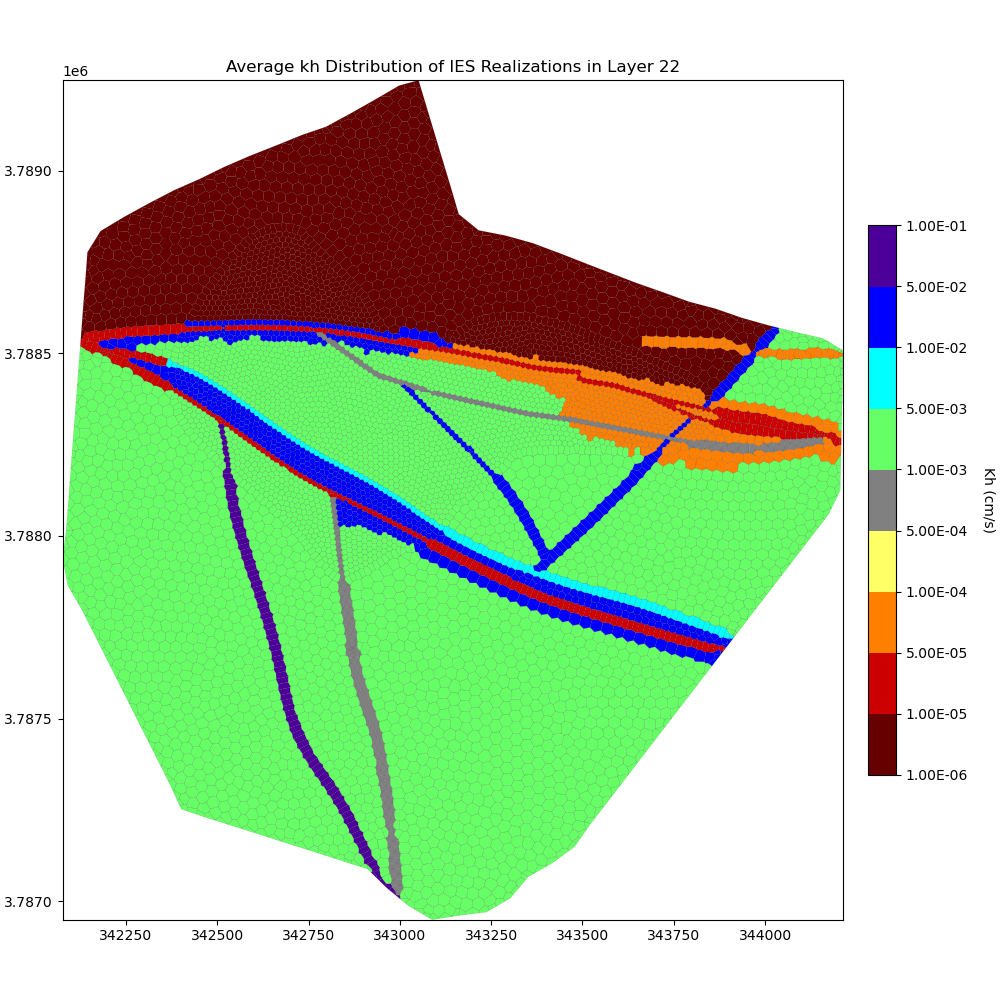 Average kh Distribution of IES Realizations in Layer 22
1e6
3.7890
3.7885
3.7880
3.7875
3.7870
342250 342500 342750 343000 343250 343500 343750 344000
1.00E-01
5.00E-02
1.00E-02
5.00E-03
1.00E-03
5.00E-04
1.00E-04
5.00E-05
1.00E-05
1.00E-06
Kh (cm/s)